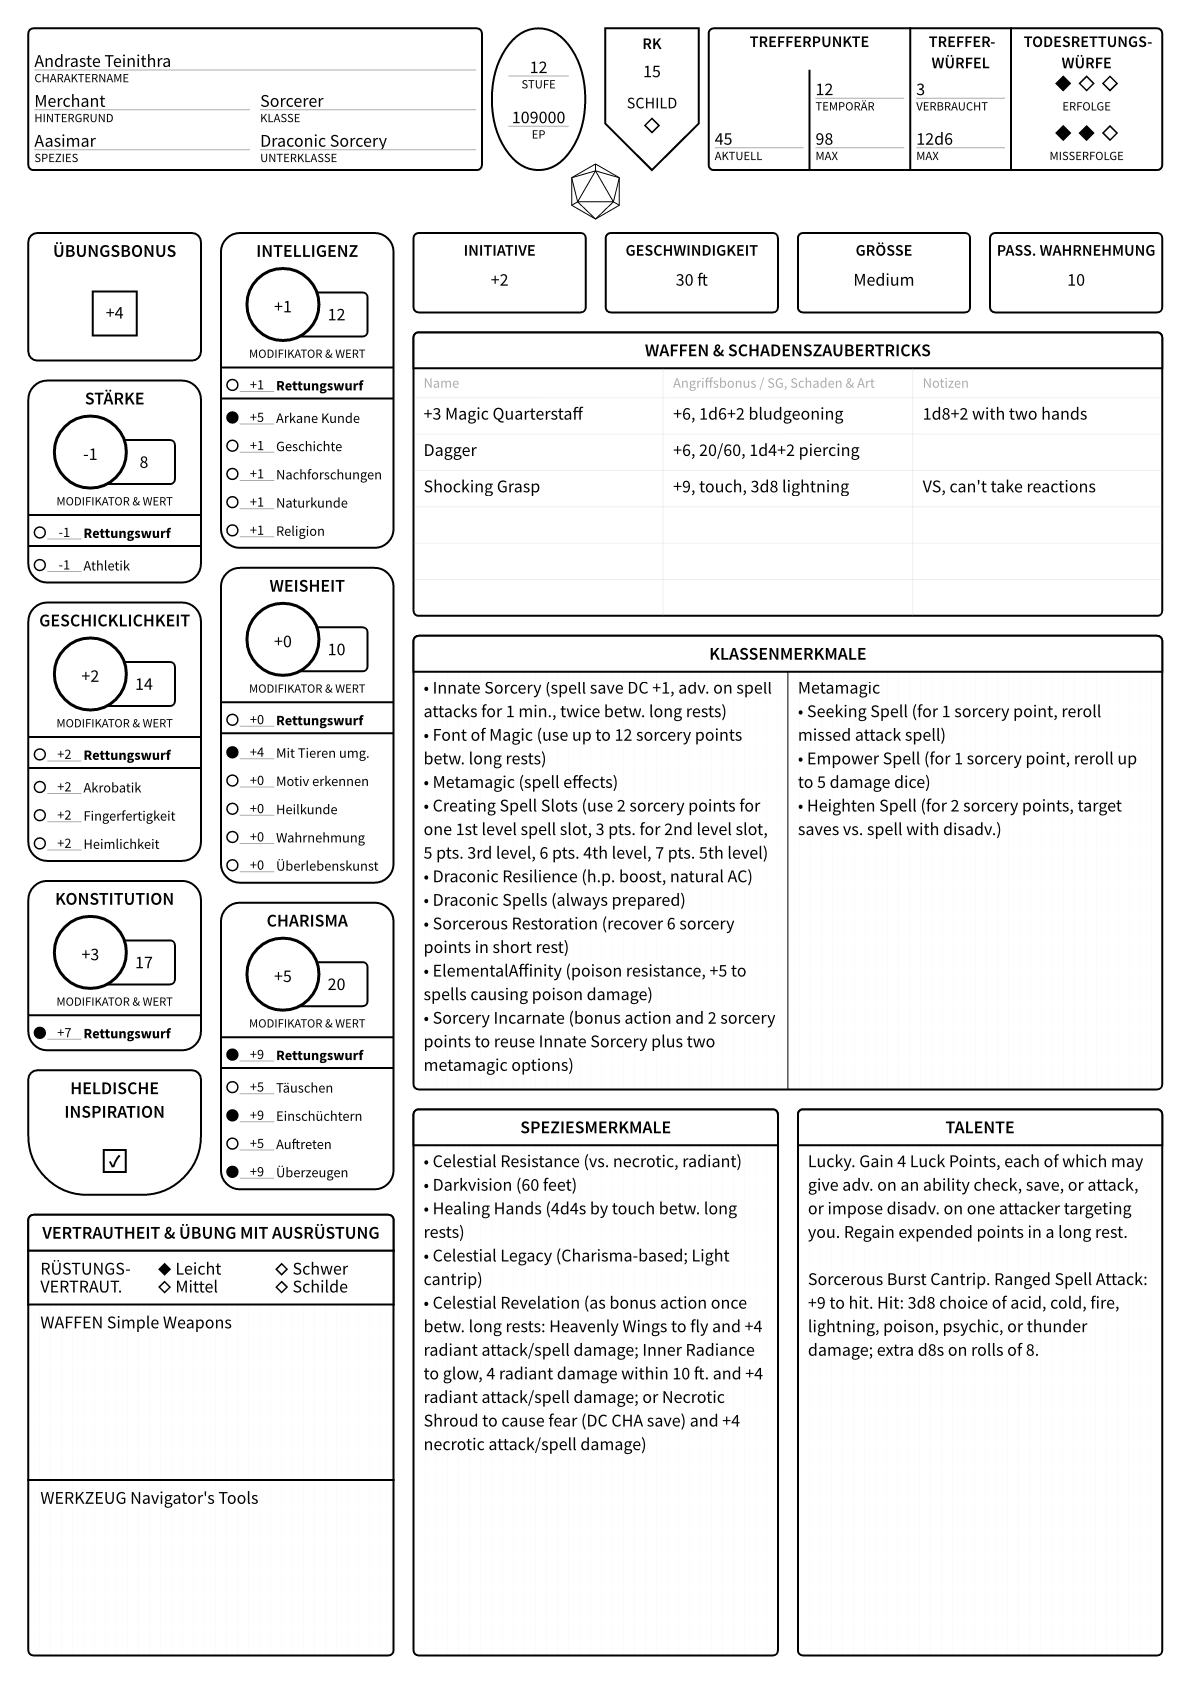 Andraste Teinithra
CHARAKTERNAME
Merchant
HINTERGRUND
Sorcerer
KLASSE
Aasimar
SPEZIES
Draconic Sorcery
UNTERKLASSE
12
STUFE
109000
EP
RK
15
SCHILD
TREFFERPUNKTE
45
AKTUELL
12
TEMPORÄR
98
MAX
TREFFER-
WÜRFEL
3
VERBRAUCHT
12d6
MAX
TODESRETTUNGS-
WÜRFE
ERFOLGE
MISSERFOLGE
ÜBUNGSBONUS
+4
STÄRKE
-1
8
MODIFIKATOR & WERT
-1 Rettungswurf
-1 Athletik
GESCHICKLICHKEIT
+2
14
MODIFIKATOR & WERT
+2 Rettungswurf
+2 Akrobatik
+2 Fingerfertigkeit
+2 Heimlichkeit
KONSTITUTION
+3
17
MODIFIKATOR & WERT
+7 Rettungswurf
HELDISCHE
INSPIRATION
✓
INTELLIGENZ
+1
12
MODIFIKATOR & WERT
+1 Rettungswurf
+5 Arkane Kunde
+1 Geschichte
+1 Nachforschungen
+1 Naturkunde
+1 Religion
WEISHEIT
+0
10
MODIFIKATOR & WERT
+0 Rettungswurf
+4 Mit Tieren umg.
+0 Motiv erkennen
+0 Heilkunde
+0 Wahrnehmung
+0 Überlebenskunst
CHARISMA
+5
20
MODIFIKATOR & WERT
+9 Rettungswurf
+5 Täuschen
+9 Einschüchtern
+5 Auftreten
+9 Überzeugen
VERTRAUTHEIT & ÜBUNG MIT AUSRÜSTUNG
RÜSTUNGS-
VERTRAUT.
Leicht
Schwer
Mittel
Schilde
WAFFEN Simple Weapons
WERKZEUG Navigator's Tools
INITIATIVE
+2
GESCHWINDIGKEIT
30 ft
GRÖSSE
Medium
PASS. WAHRNEHMUNG
10
WAFFEN & SCHADENSZAUBERTRICKS
Name Angriffsbonus / SG, Schaden & Art Notizen
+3 Magic Quarterstaff +6, 1d6+2 bludgeoning 1d8+2 with two hands
Dagger +6, 20/60, 1d4+2 piercing
Shocking Grasp +9, touch, 3d8 lightning VS, can't take reactions
KLASSENMERKMALE
• Innate Sorcery (spell save DC +1, adv. on spell
attacks for 1 min., twice betw. long rests)
• Font of Magic (use up to 12 sorcery points
betw. long rests)
• Metamagic (spell effects)
• Creating Spell Slots (use 2 sorcery points for
one 1st level spell slot, 3 pts. for 2nd level slot,
5 pts. 3rd level, 6 pts. 4th level, 7 pts. 5th level)
• Draconic Resilience (h.p. boost, natural AC)
• Draconic Spells (always prepared)
• Sorcerous Restoration (recover 6 sorcery
points in short rest)
• ElementalAffinity (poison resistance, +5 to
spells causing poison damage)
• Sorcery Incarnate (bonus action and 2 sorcery
points to reuse Innate Sorcery plus two
metamagic options)
Metamagic
• Seeking Spell (for 1 sorcery point, reroll
missed attack spell)
• Empower Spell (for 1 sorcery point, reroll up
to 5 damage dice)
• Heighten Spell (for 2 sorcery points, target
saves vs. spell with disadv.)
SPEZIESMERKMALE
• Celestial Resistance (vs. necrotic, radiant)
• Darkvision (60 feet)
• Healing Hands (4d4s by touch betw. long
rests)
• Celestial Legacy (Charisma-based; Light
cantrip)
• Celestial Revelation (as bonus action once
betw. long rests: Heavenly Wings to fly and +4
radiant attack/spell damage; Inner Radiance
to glow, 4 radiant damage within 10 ft. and +4
radiant attack/spell damage; or Necrotic
Shroud to cause fear (DC CHA save) and +4
necrotic attack/spell damage)
TALENTE
Lucky. Gain 4 Luck Points, each of which may
give adv. on an ability check, save, or attack,
or impose disadv. on one attacker targeting
you. Regain expended points in a long rest.
Sorcerous Burst Cantrip. Ranged Spell Attack:
+9 to hit. Hit: 3d8 choice of acid, cold, fire,
lightning, poison, psychic, or thunder
damage; extra d8s on rolls of 8.